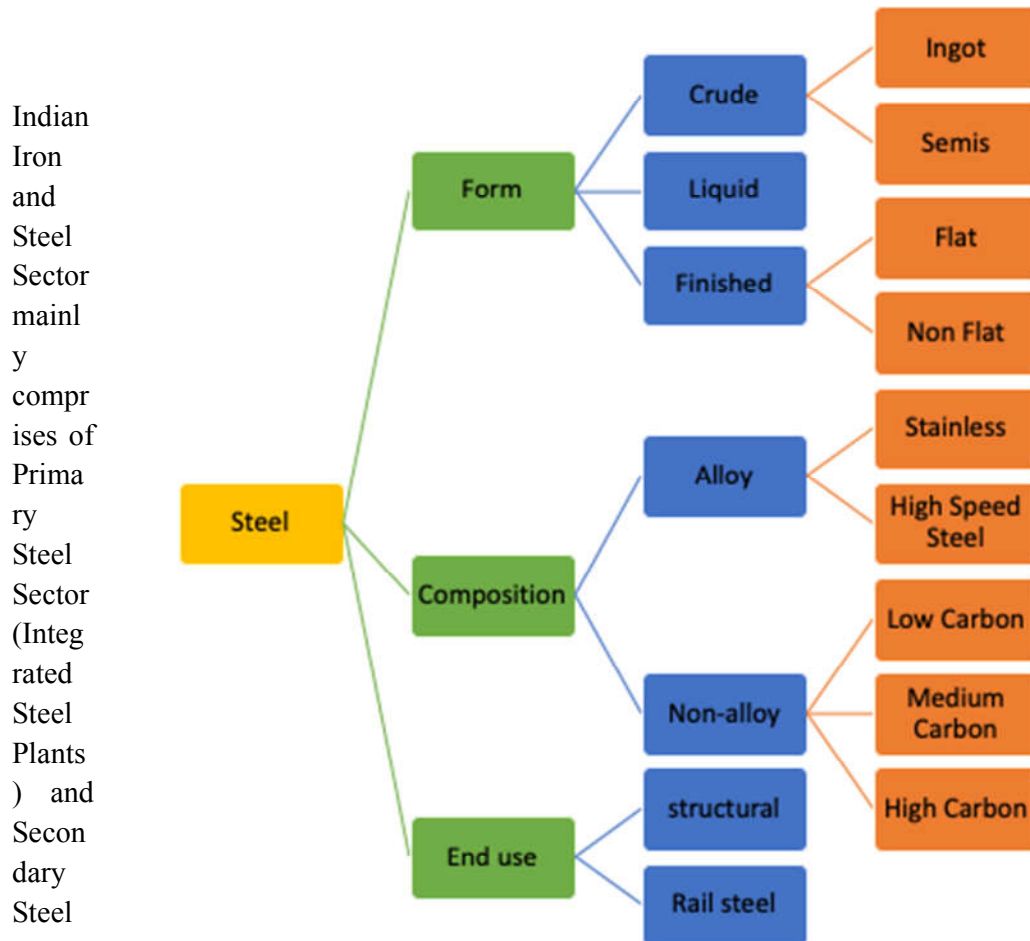 Indian
Iron
and
Steel
Sector
mainl
y
compr
ises of
Prima
ry
Steel
Sector
(Integ
rated
Steel
Plants
) and
Secon
dary
Steel
Steel
Form
Crude
Ingot
Semis
Liquid
Finished
Flat
Non Flat
Composition
Alloy
Stainless
High Speed
Steel
Non-alloy
Low Carbon
Medium
Carbon
High Carbon
End use
structural
Rail steel